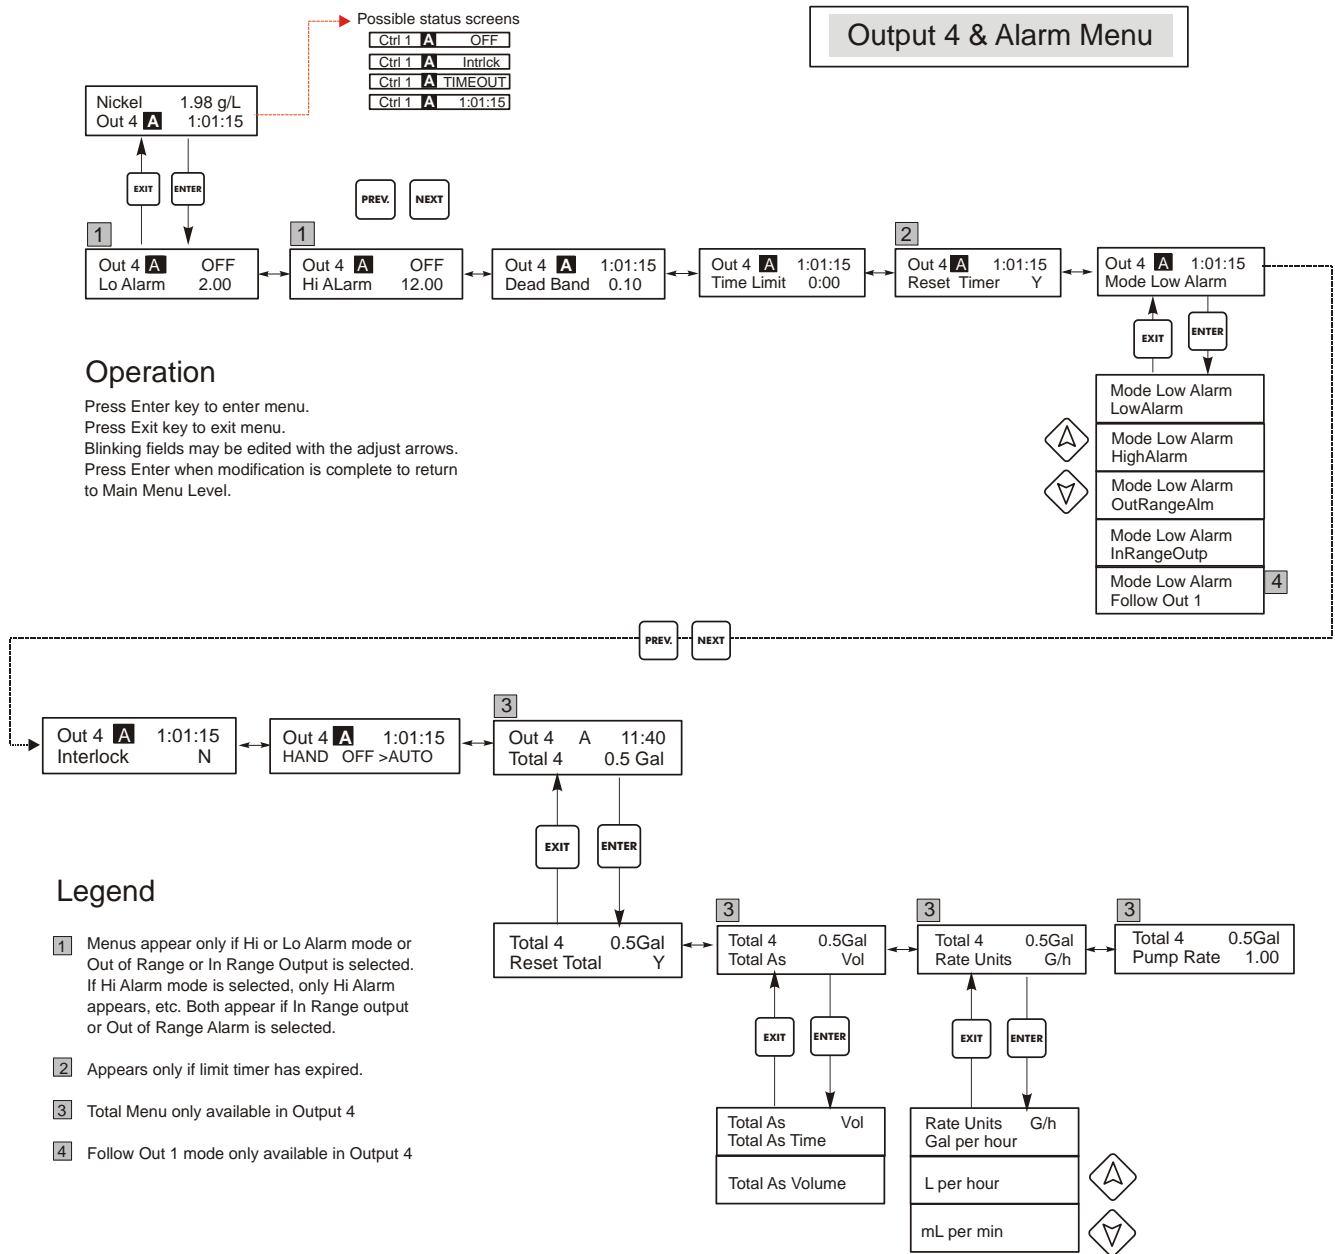 Possible status screens
Ctrl 1 A OFF
Ctrl 1 A Intrlck
Ctrl 1 A TIMEOUT
Ctrl 1 A 1:01:15
Output 4 & Alarm Menu
Nickel 1.98 g/L
Out 4 A 1:01:15
EXIT ENTER
PREV. NEXT
1
Out 4 A OFF
Lo Alarm 2.00
1
Out 4 A OFF
Hi ALarm 12.00
Out 4 A 1:01:15
Dead Band 0.10
Out 4 A 1:01:15
Time Limit 0:00
2
Out 4 A 1:01:15
Reset Timer Y
Out 4 A 1:01:15
Mode Low Alarm
EXIT ENTER
Mode Low Alarm
LowAlarm
Mode Low Alarm
HighAlarm
Mode Low Alarm
OutRangeAlm
Mode Low Alarm
InRangeOutp
Mode Low Alarm
Follow Out 1
4
Operation
Press Enter key to enter menu.
Press Exit key to exit menu.
Blinking fields may be edited with the adjust arrows.
Press Enter when modification is complete to return
to Main Menu Level.
PREV. NEXT
Out 4 A 1:01:15
Interlock N
Out 4 A 1:01:15
HAND OFF >AUTO
3
Out 4 A 11:40
Total 4 0.5 Gal
EXIT ENTER
Total 4 0.5Gal
Reset Total Y
3
Total 4 0.5Gal
Total As Vol
3
Total 4 0.5Gal
Rate Units G/h
3
Total 4 0.5Gal
Pump Rate 1.00
EXIT ENTER
EXIT ENTER
Total As Vol
Total As Time
Total As Volume
Rate Units G/h
Gal per hour
L per hour
mL per min
Legend
1 Menus appear only if Hi or Lo Alarm mode or
Out of Range or In Range Output is selected.
If Hi Alarm mode is selected, only Hi Alarm
appears, etc. Both appear if In Range output
or Out of Range Alarm is selected.
2 Appears only if limit timer has expired.
3 Total Menu only available in Output 4
4 Follow Out 1 mode only available in Output 4